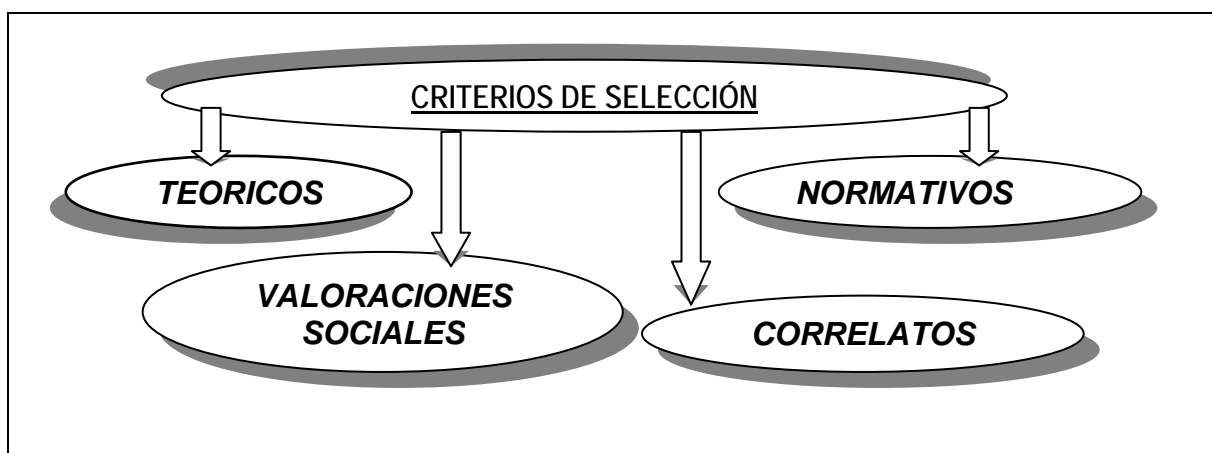 CRITERIOS DE SELECCIÓN
TEORICOS
NORMATIVOS
VALORACIONES
SOCIALES
CORRELATOS